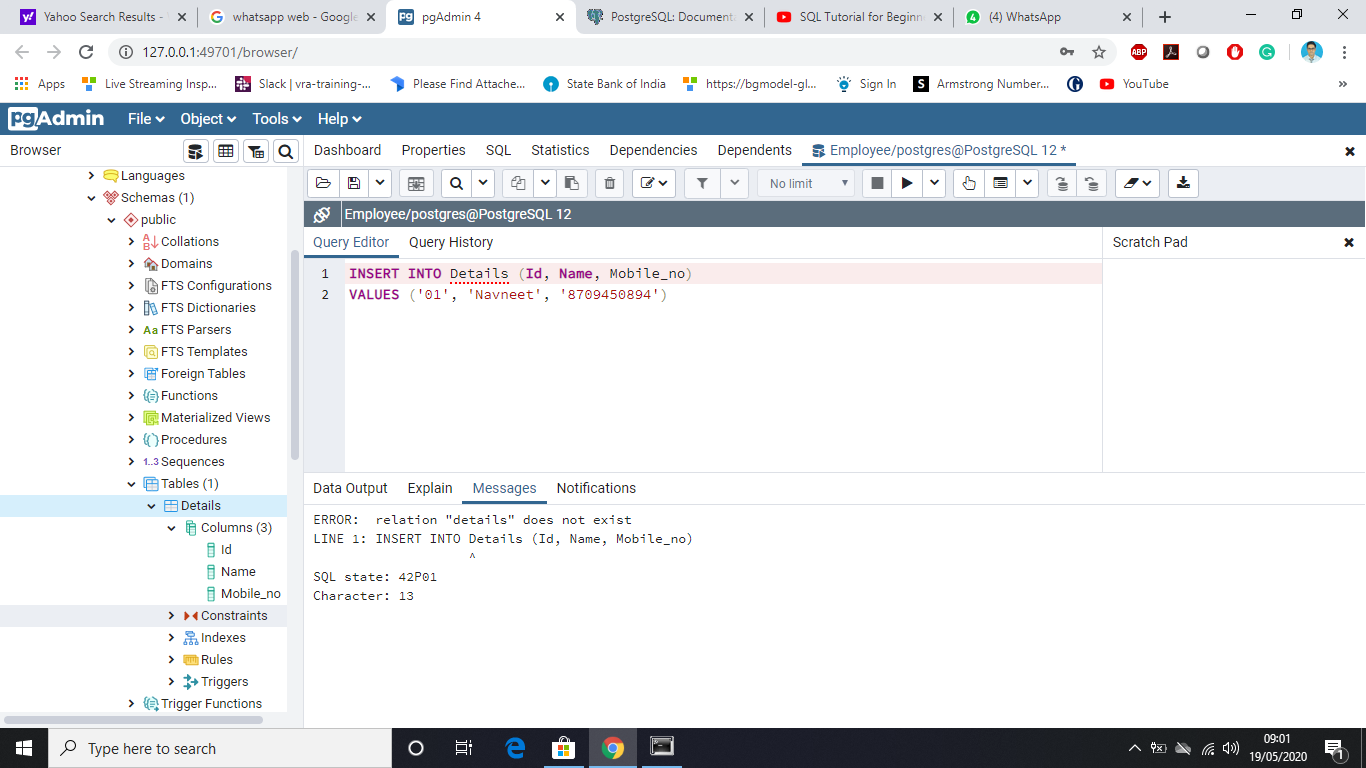 Yahoo Search Results -
whatsapp web - Google
pgAdmin 4
PostgreSQL: Documenta
SQL Tutorial for Beginn
(4) WhatsApp
127.0.0.1:49701/browser/
ABP
Apps
Live Streaming Insp...
Slack | vra-training-...
Please Find Attache...
State Bank of India
https://bgmodel-gl...
Sign In
Armstrong Number...
YouTube
pgAdmin
File
Object
Tools
Help
Browser
Dashboard
Properties
SQL
Statistics
Dependencies
Dependents
Employee/postgres@PostgreSQL 12 *
No limit
Employee/postgres@PostgreSQL 12
Query Editor
Query History
Scratch Pad
1 INSERT INTO Details (Id, Name, Mobile_no)
2 VALUES ('01', 'Navneet', '8709450894')
Languages
Schemas (1)
public
Collations
Domains
FTS Configurations
FTS Dictionaries
Aa FTS Parsers
FTS Templates
Foreign Tables
Functions
Materialized Views
Procedures
1..3 Sequences
Tables (1)
Details
Columns (3)
Id
Name
Mobile_no
Constraints
Indexes
Rules
Triggers
Trigger Functions
Data Output
Explain
Messages
Notifications
ERROR:  relation "details" does not exist
LINE 1: INSERT INTO Details (Id, Name, Mobile_no)
^
SQL state: 42P01
Character: 13
Type here to search
09:01
19/05/2020
1